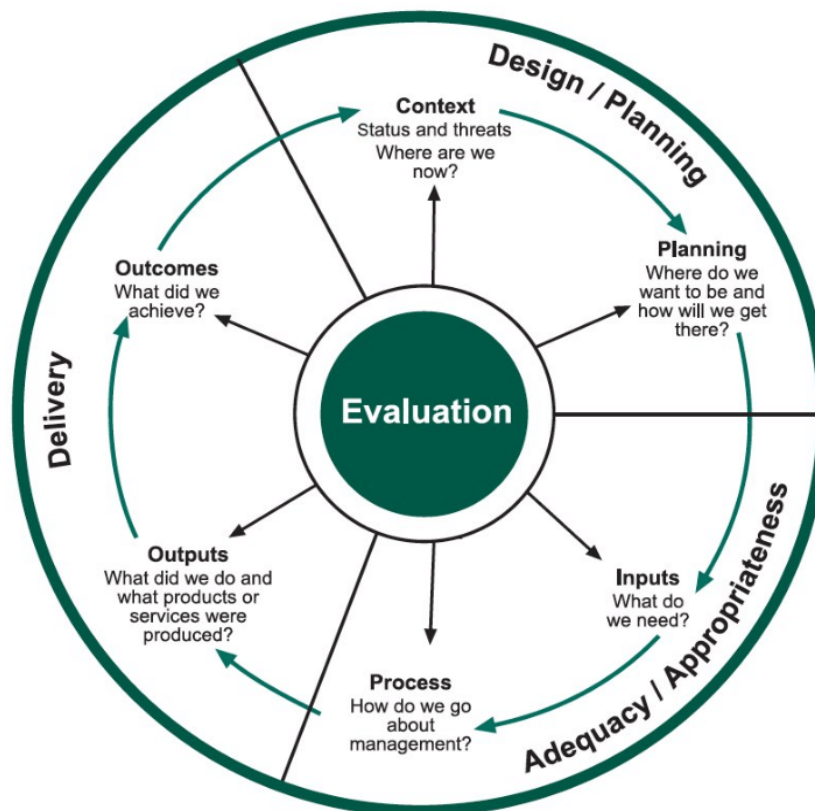 Design / Planning
Context
Status and threats
Where are we
now?
Planning
Where do we
want to be and
how will we get
there?
Outcomes
What did we
achieve?
Delivery
Evaluation
Outputs
What did we do and
what products or
services were
produced?
Inputs
What do
we need?
Process
How do we go
about
management?
Adequacy / Appropriateness